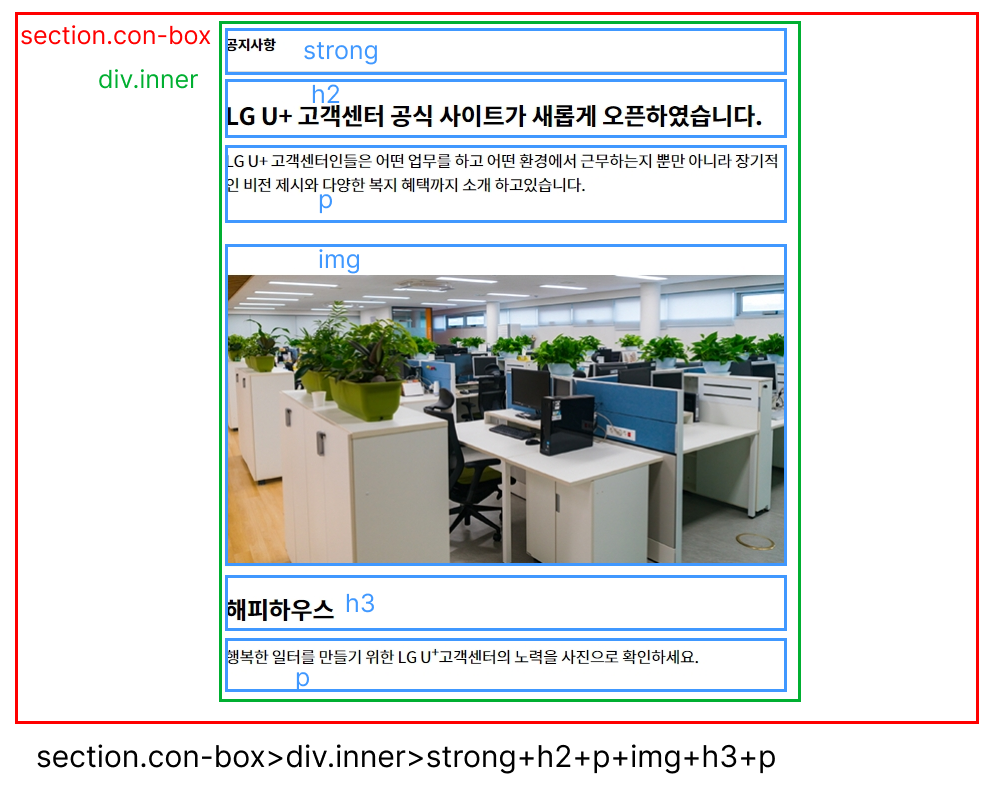 section.con-box
div.inner
공지사항 strong
h2
LG U+ 고객센터 공식 사이트가 새롭게 오픈하였습니다.
LG U+ 고객센터인들은 어떤 업무를 하고 어떤 환경에서 근무하는지 뿐만 아니라 장기적
인 비전 제시와 다양한 복지 혜택까지 소개 하고있습니다.
p
img
해피하우스 h3
행복한 일터를 만들기 위한 LG U⁺고객센터의 노력을 사진으로 확인하세요.
p
section.con-box>div.inner>strong+h2+p+img+h3+p